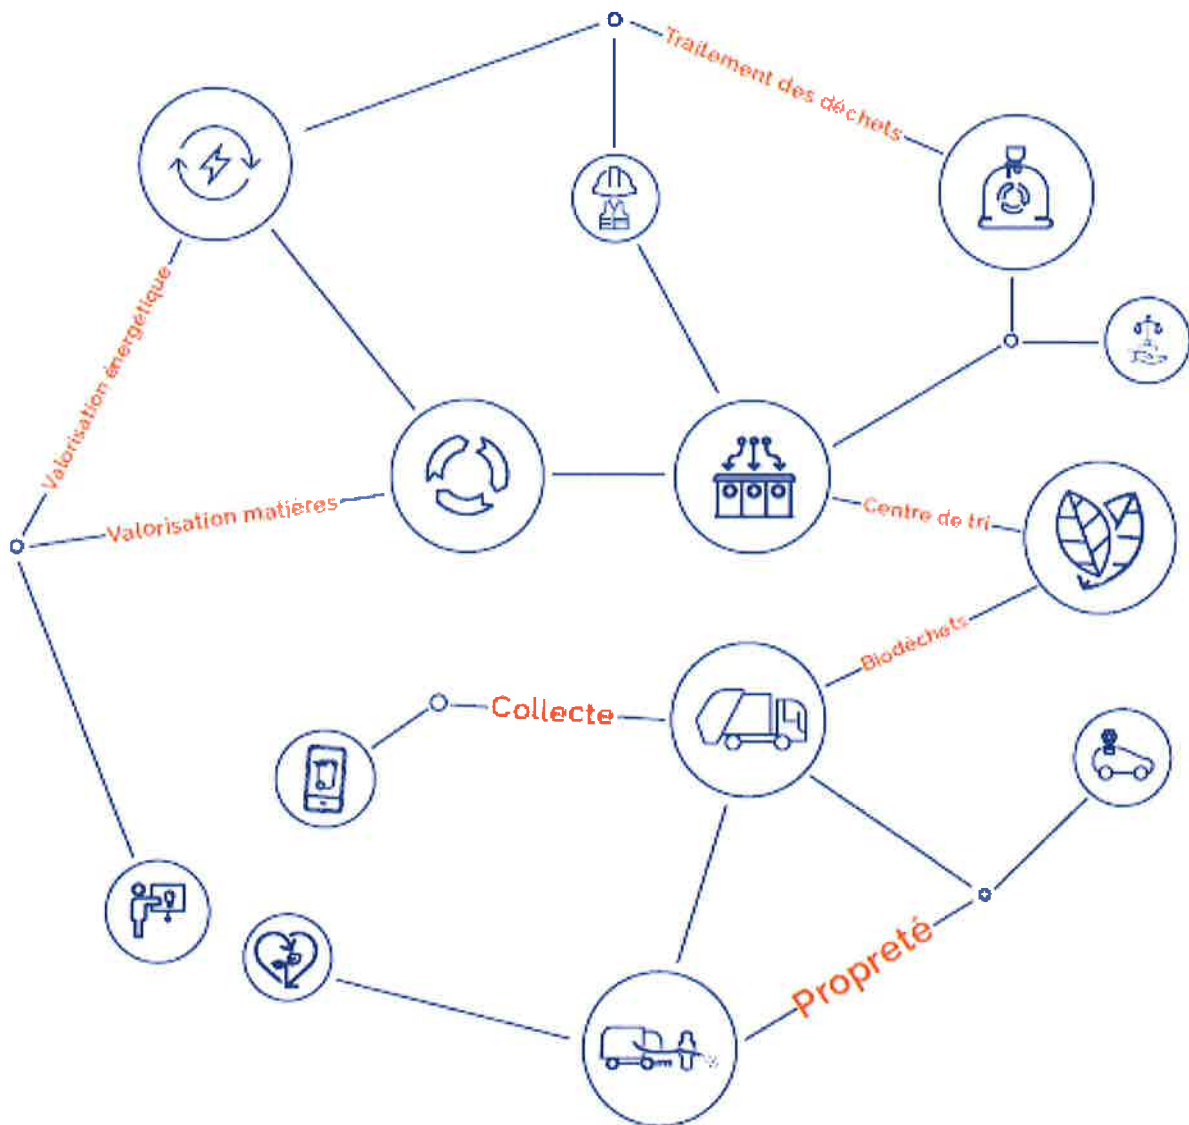 Traitement des déchets
Valorisation énergétique
Valorisation matières
Centre de tri
Biodéchets
Collecte
Propreté